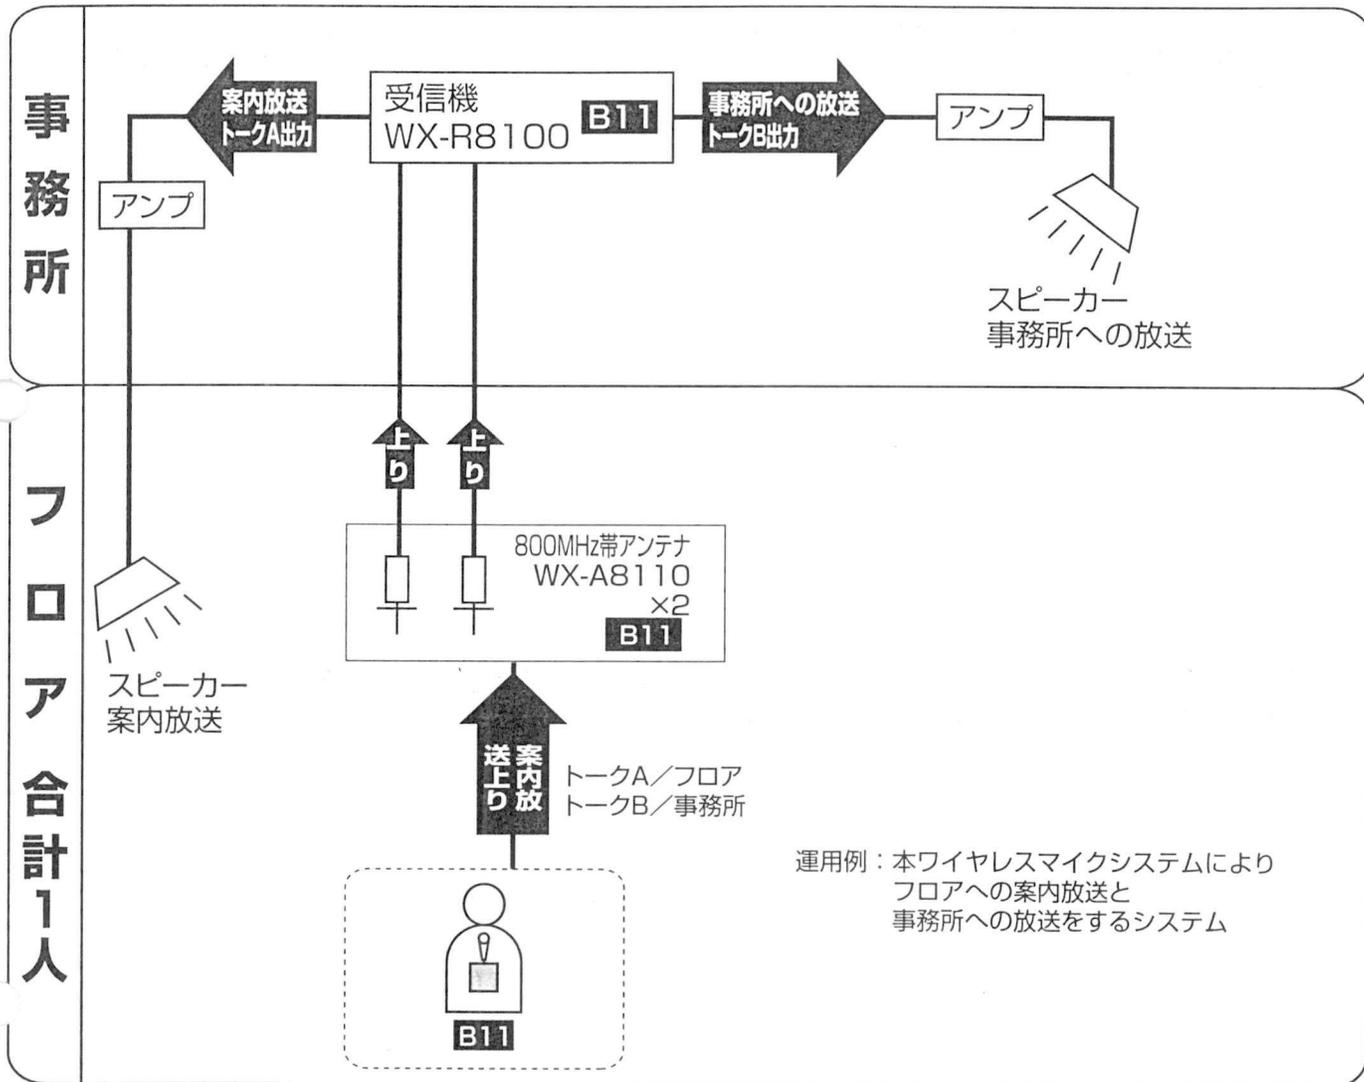 事務所
案内放送
トークA出力
受信機
WX-R8100
B11
事務所への放送
トークB出力
アンプ
アンプ
スピーカー
事務所への放送
フロア合計1人
上り
上り
800MHz帯アンテナ
WX-A8110
×2
B11
スピーカー
案内放送
案内放
送上り
トークA／フロア
トークB／事務所
運用例：本ワイヤレスマイクシステムにより
フロアへの案内放送と
事務所への放送をするシステム
B11